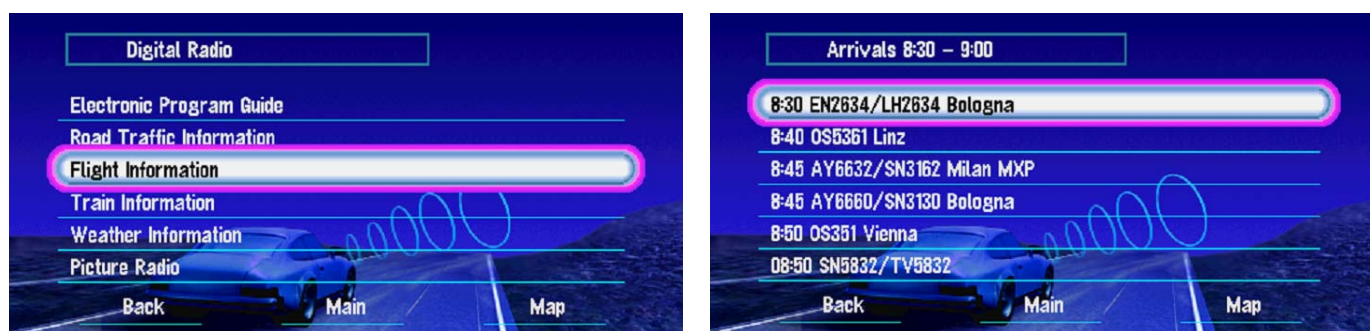 Digital Radio
Electronic Program Guide
Road Traffic Information
Flight Information
Train Information
Weather Information
Picture Radio
Back Main Map
Arrivals 8:30 – 9:00
8:30 EN2634/LH2634 Bologna
8:40 OS5361 Linz
8:45 AY6632/SN3162 Milan MXP
8:45 AY6660/SN3130 Bologna
8:50 OS351 Vienna
08:50 SN5832/TV5832
Back Main Map